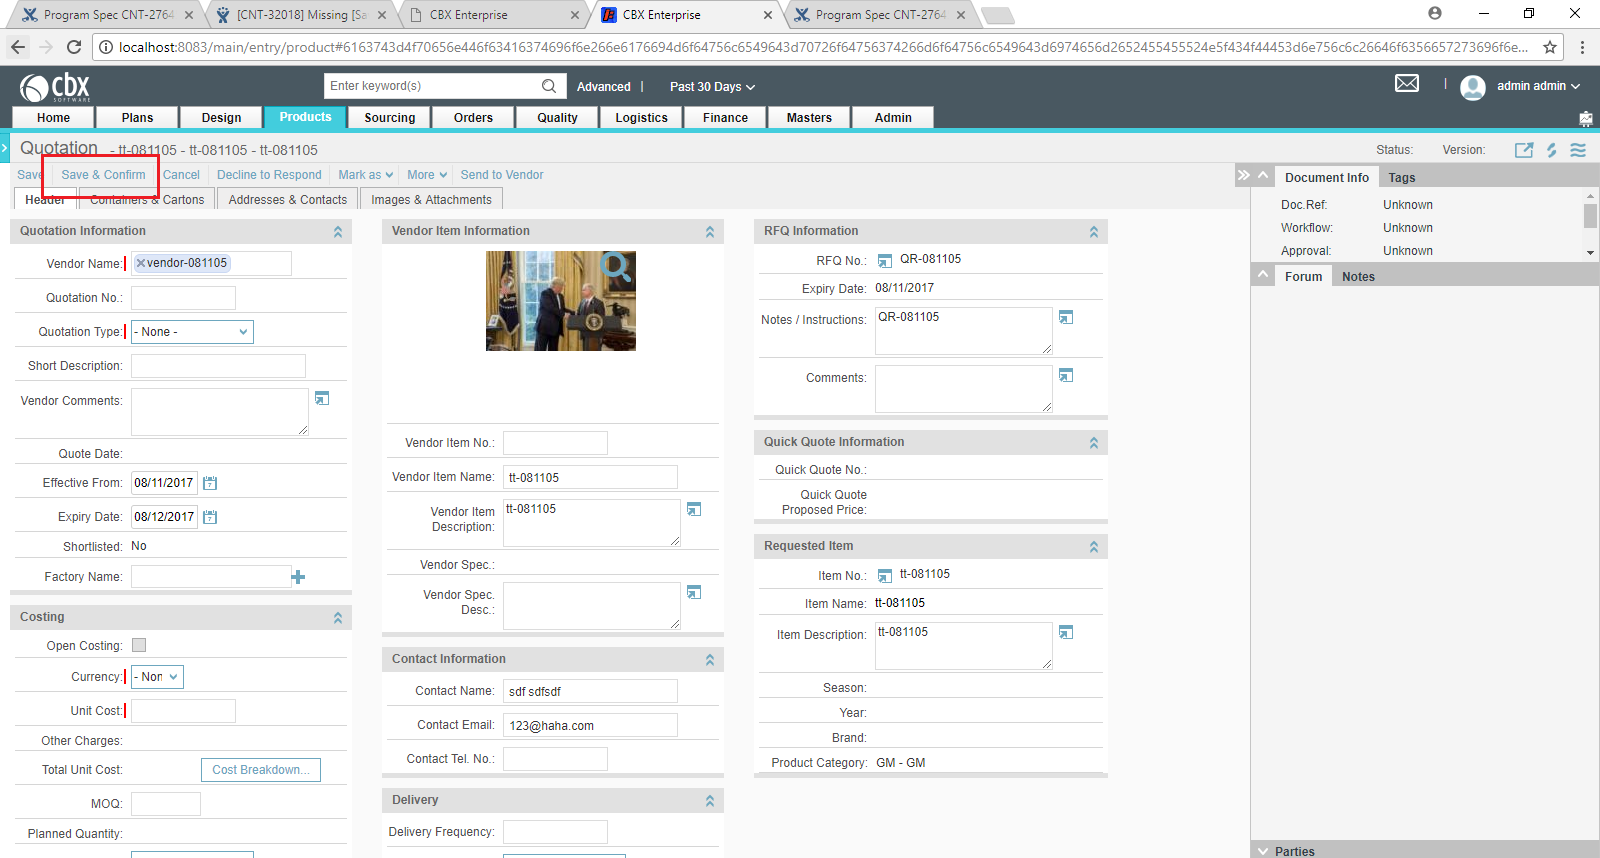 Program Spec CNT-2764
[CNT-32018] Missing [Sa
CBX Enterprise
CBX Enterprise
Program Spec CNT-2764
localhost:8083/main/entry/product#
cbx
SOFTWARE
Enter keyword(s)
Advanced
Past 30 Days
admin admin
Home
Plans
Design
Products
Sourcing
Orders
Quality
Logistics
Finance
Masters
Admin
Quotation - tt-081105 - tt-081105 - tt-081105
Status:
Version:
Save
Save & Confirm
Cancel
Decline to Respond
Mark as
More
Send to Vendor
Header
Containers & Cartons
Addresses & Contacts
Images & Attachments
Quotation Information
Vendor Name: vendor-081105
Quotation No.:
Quotation Type: - None -
Short Description:
Vendor Comments:
Quote Date:
Effective From: 08/11/2017
Expiry Date: 08/12/2017
Shortlisted: No
Factory Name:
Costing
Open Costing:
Currency: - Non
Unit Cost:
Other Charges:
Total Unit Cost: Cost Breakdown...
MOQ:
Planned Quantity:
Vendor Item Information
Vendor Item No.:
Vendor Item Name: tt-081105
Vendor Item
Description:
tt-081105
Vendor Spec.:
Vendor Spec.
Desc.:
Contact Information
Contact Name: sdf sdfsdf
Contact Email: 123@haha.com
Contact Tel. No.:
Delivery
Delivery Frequency:
RFQ Information
RFQ No.: QR-081105
Expiry Date: 08/11/2017
Notes / Instructions: QR-081105
Comments:
Quick Quote Information
Quick Quote No.:
Quick Quote
Proposed Price:
Requested Item
Item No.: tt-081105
Item Name: tt-081105
Item Description: tt-081105
Season:
Year:
Brand:
Product Category: GM - GM
Document Info
Tags
Doc.Ref: Unknown
Workflow: Unknown
Approval: Unknown
Forum
Notes
Parties